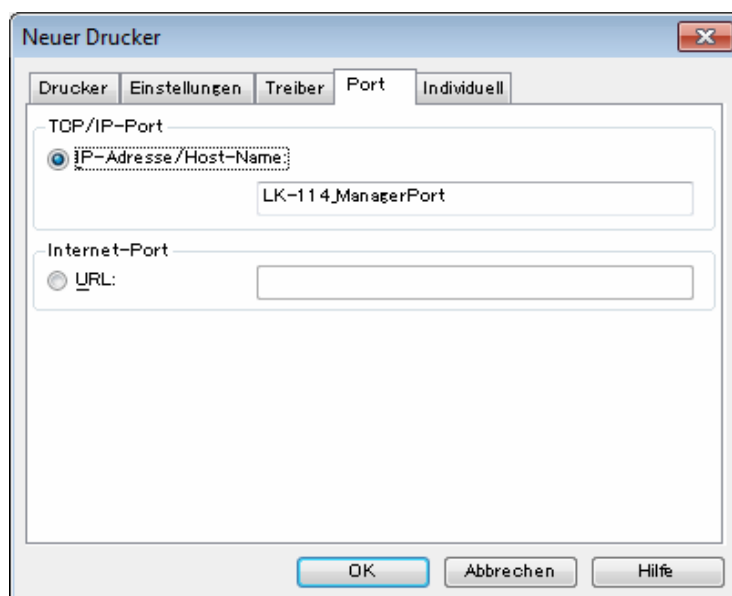 Neuer Drucker
Drucker Einstellungen Treiber Port Individuell
TCP/IP-Port
IP-Adresse/Host-Name:
LK-114_ManagerPort
Internet-Port
URL:
OK Abbrechen Hilfe